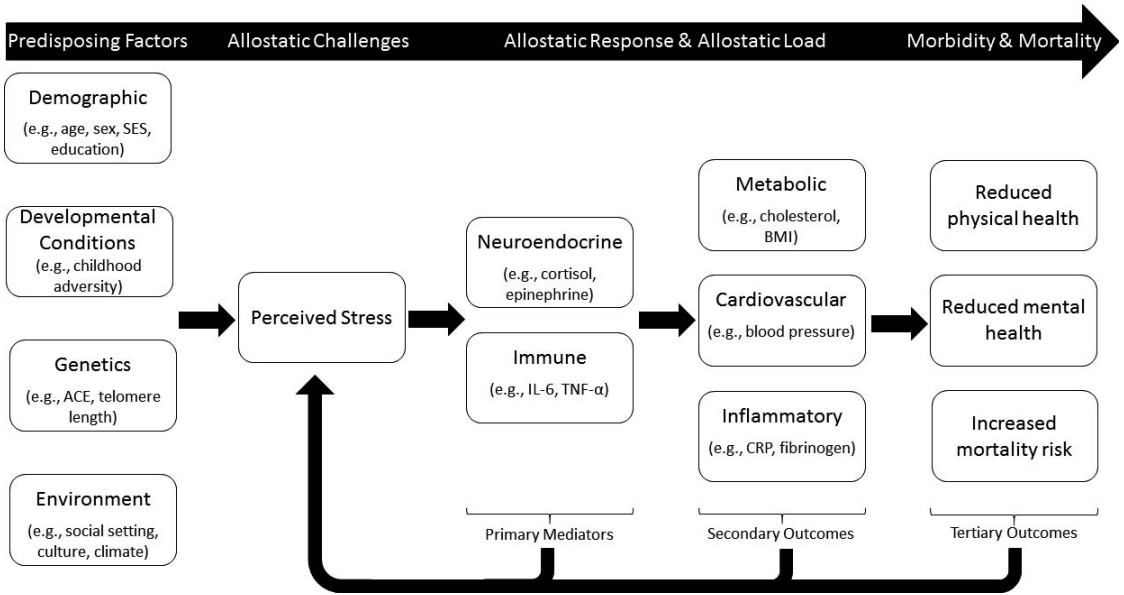 Predisposing Factors
Allostatic Challenges
Allostatic Response & Allostatic Load
Morbidity & Mortality
Demographic
(e.g., age, sex, SES,
education)
Developmental
Conditions
(e.g., childhood
adversity)
Genetics
(e.g., ACE, telomere
length)
Environment
(e.g., social setting,
culture, climate)
Perceived Stress
Neuroendocrine
(e.g., cortisol,
epinephrine)
Immune
(e.g., IL-6, TNF-α)
Primary Mediators
Metabolic
(e.g., cholesterol,
BMI)
Cardiovascular
(e.g., blood pressure)
Inflammatory
(e.g., CRP, fibrinogen)
Secondary Outcomes
Reduced
physical health
Reduced mental
health
Increased
mortality risk
Tertiary Outcomes